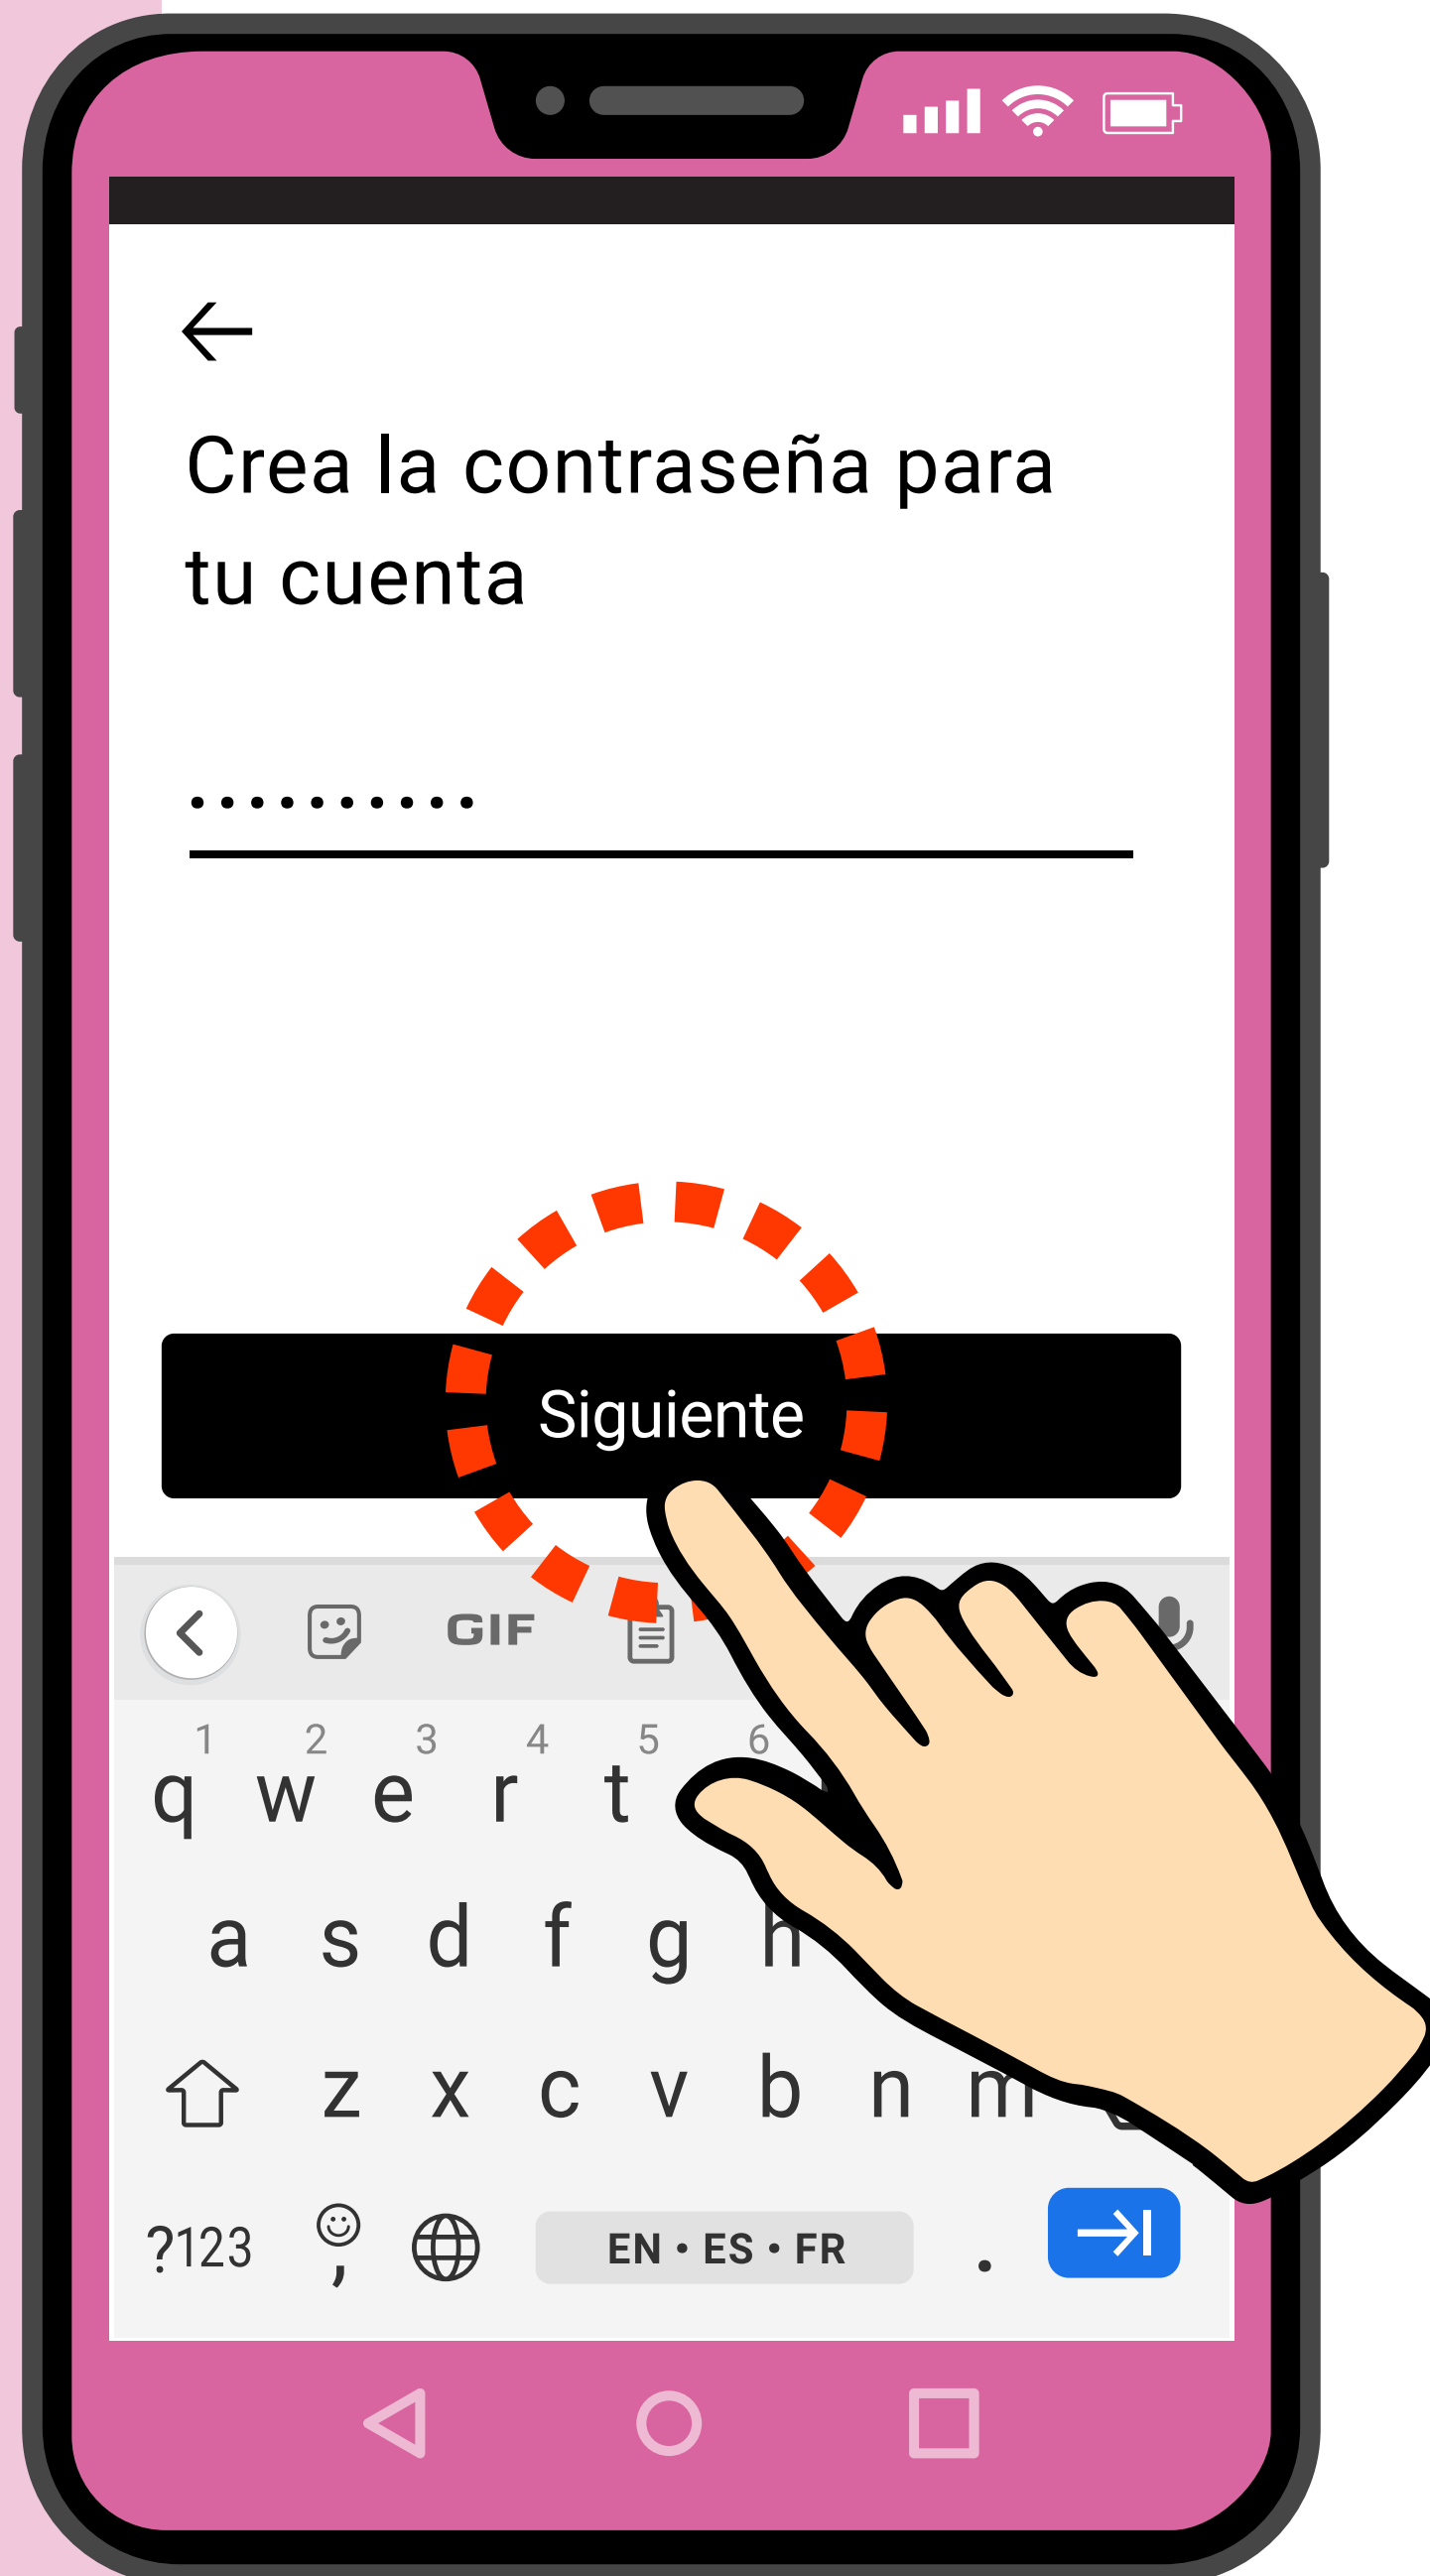 Crea la contraseña para
tu cuenta
..........
Siguiente
GIF
1 2 3 4 5 6
q w e r t
a s d f g h
z x c v b n m
?123 , EN • ES • FR .